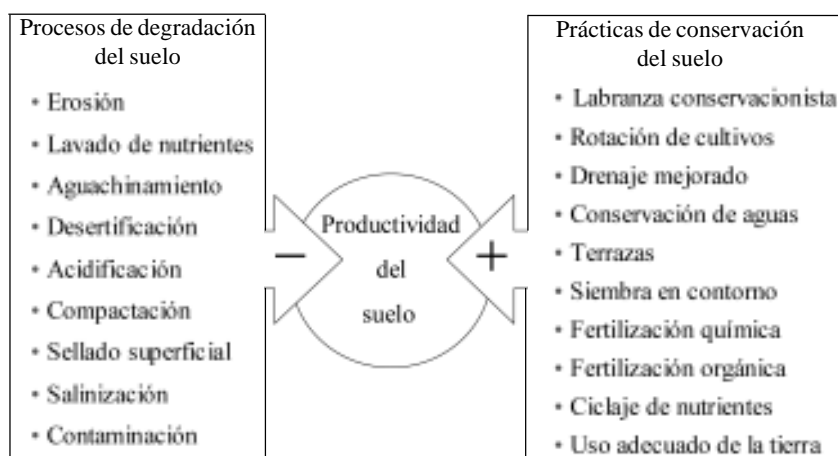 Procesos de degradación
del suelo
• Erosión
• Lavado de nutrientes
• Aguachinamiento
• Desertificación
• Acidificación
• Compactación
• Sellado superficial
• Salinización
• Contaminación
−
Productividad
del
suelo
+
Prácticas de conservación
del suelo
• Labranza conservacionista
• Rotación de cultivos
• Drenaje mejorado
• Conservación de aguas
• Terrazas
• Siembra en contorno
• Fertilización química
• Fertilización orgánica
• Ciclaje de nutrientes
• Uso adecuado de la tierra